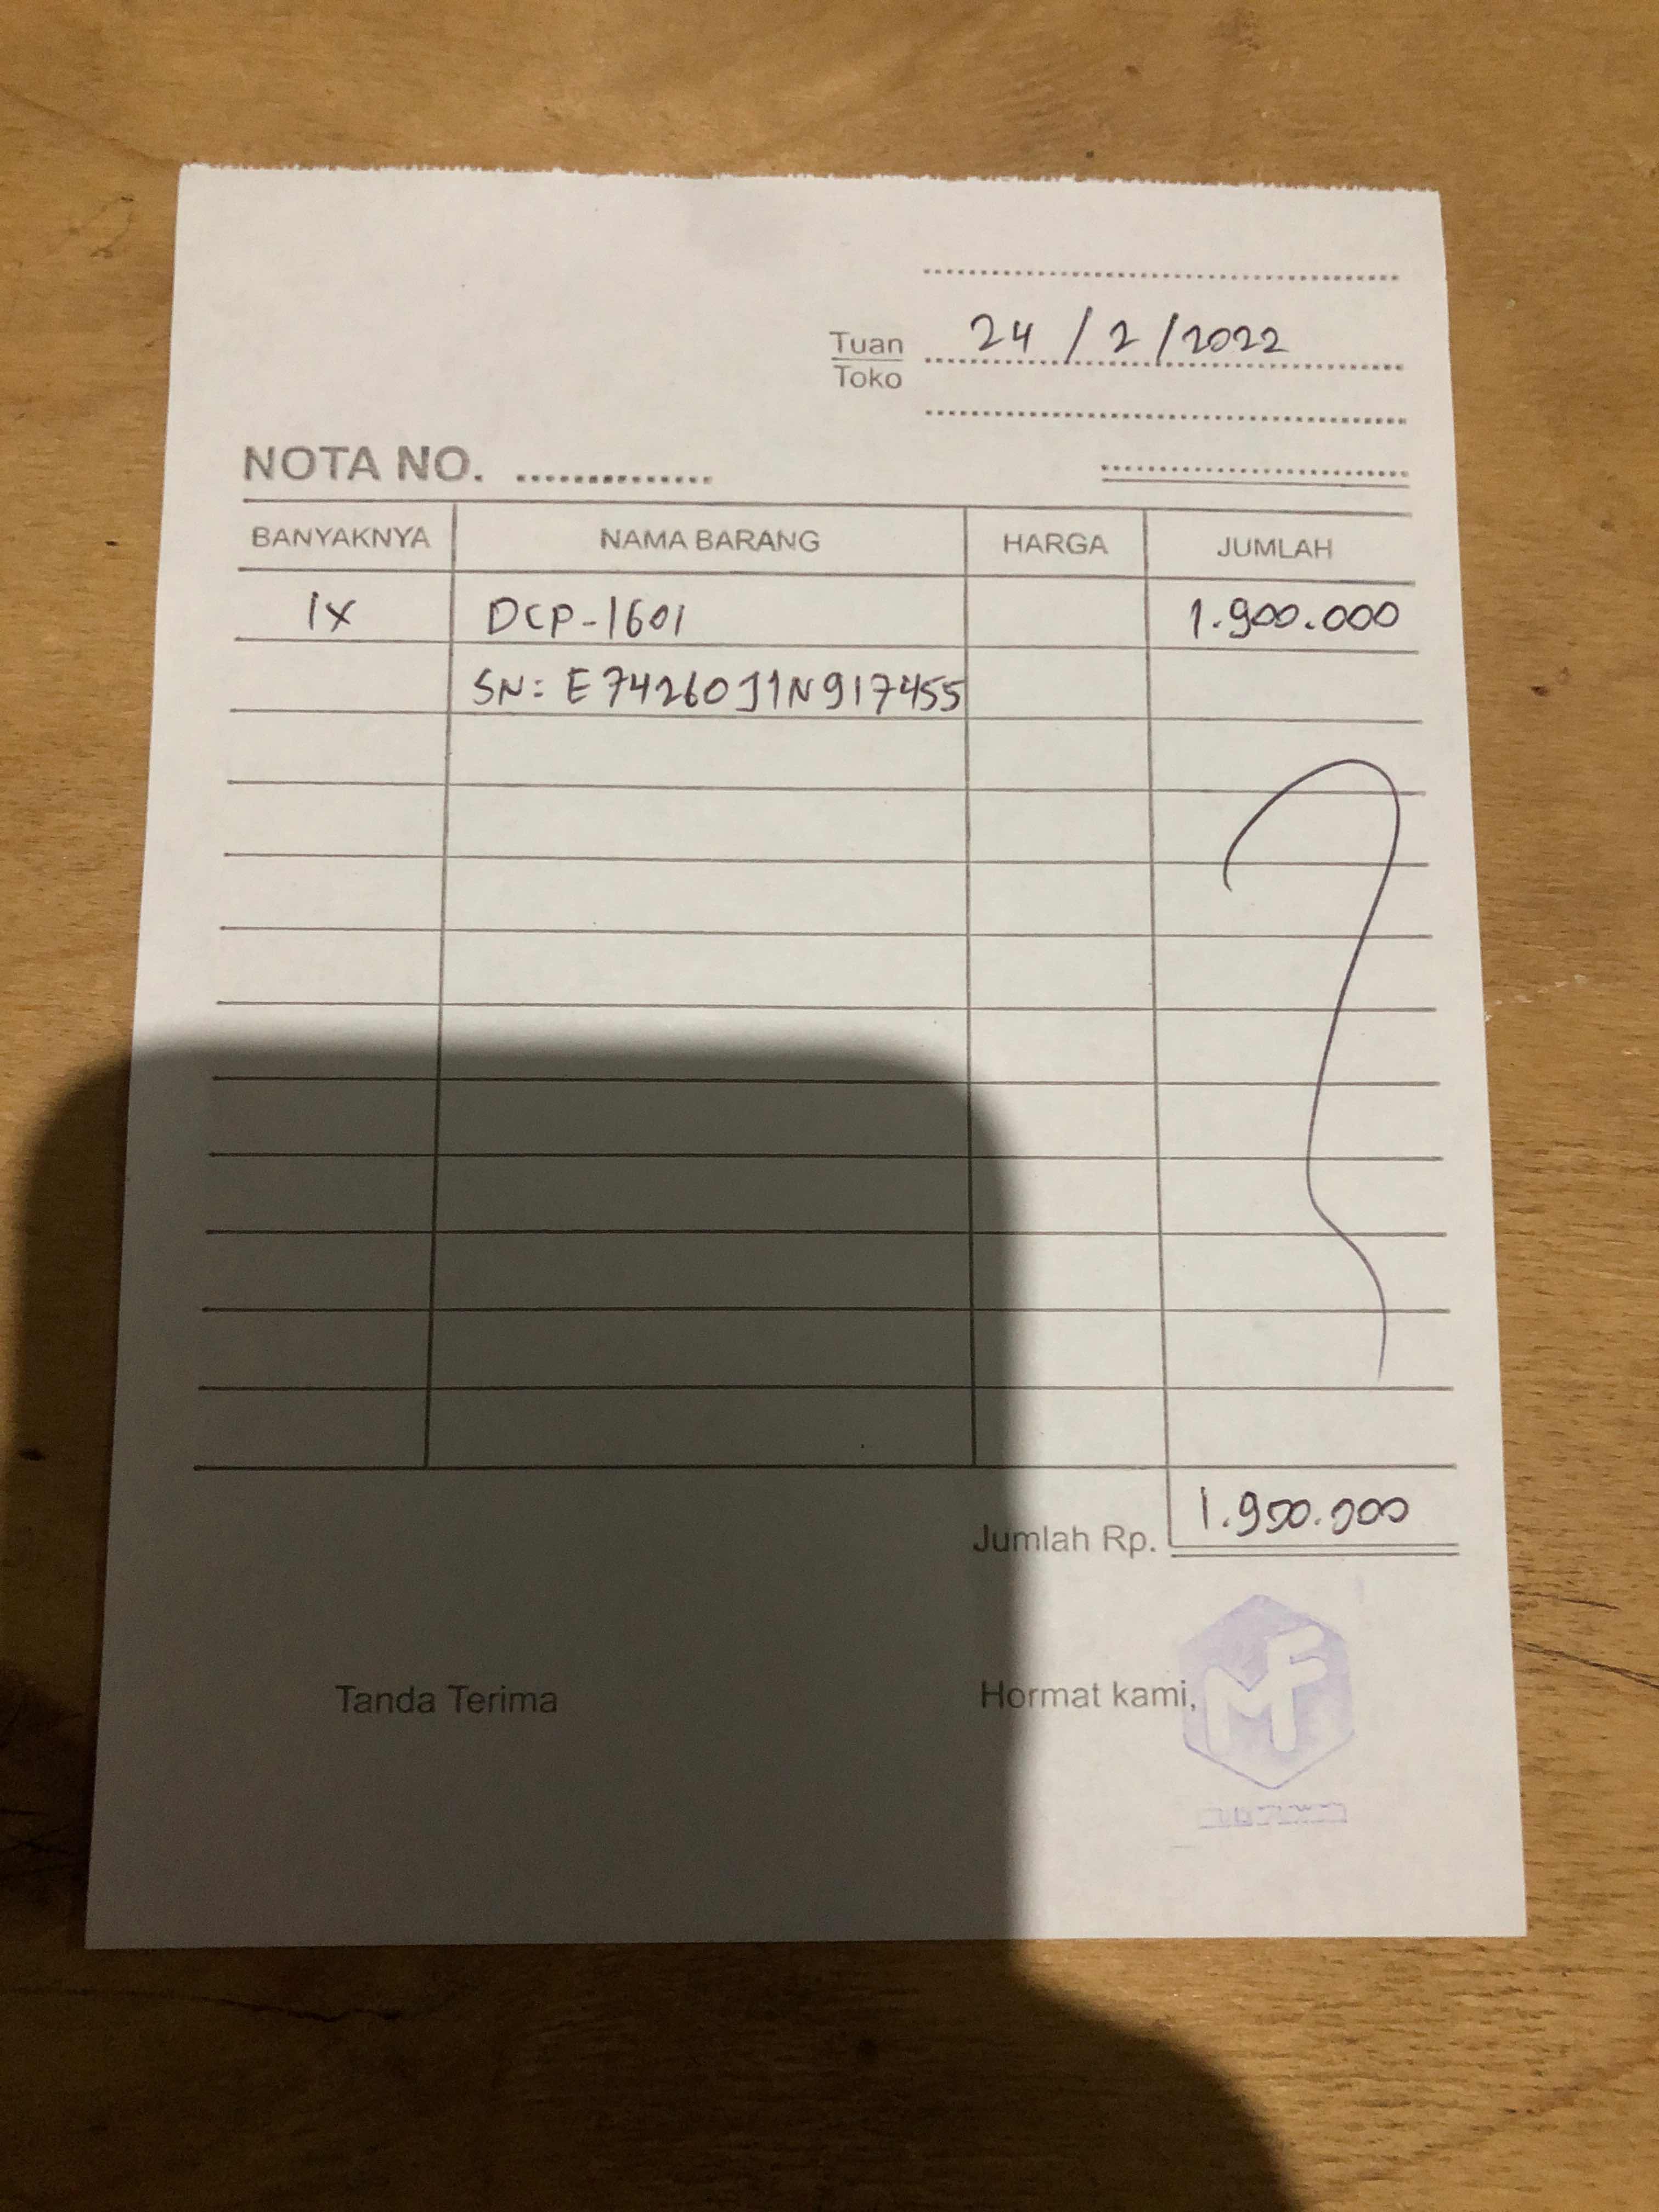 24/2/2022
Tuan
Toko
NOTA NO.
BANYAKNYA NAMA BARANG HARGA JUMLAH
1x DCP-1601 1.900.000
SN: E74260J1N917455
Jumlah Rp. 1.900.000
Tanda Terima Hormat kami,
MF